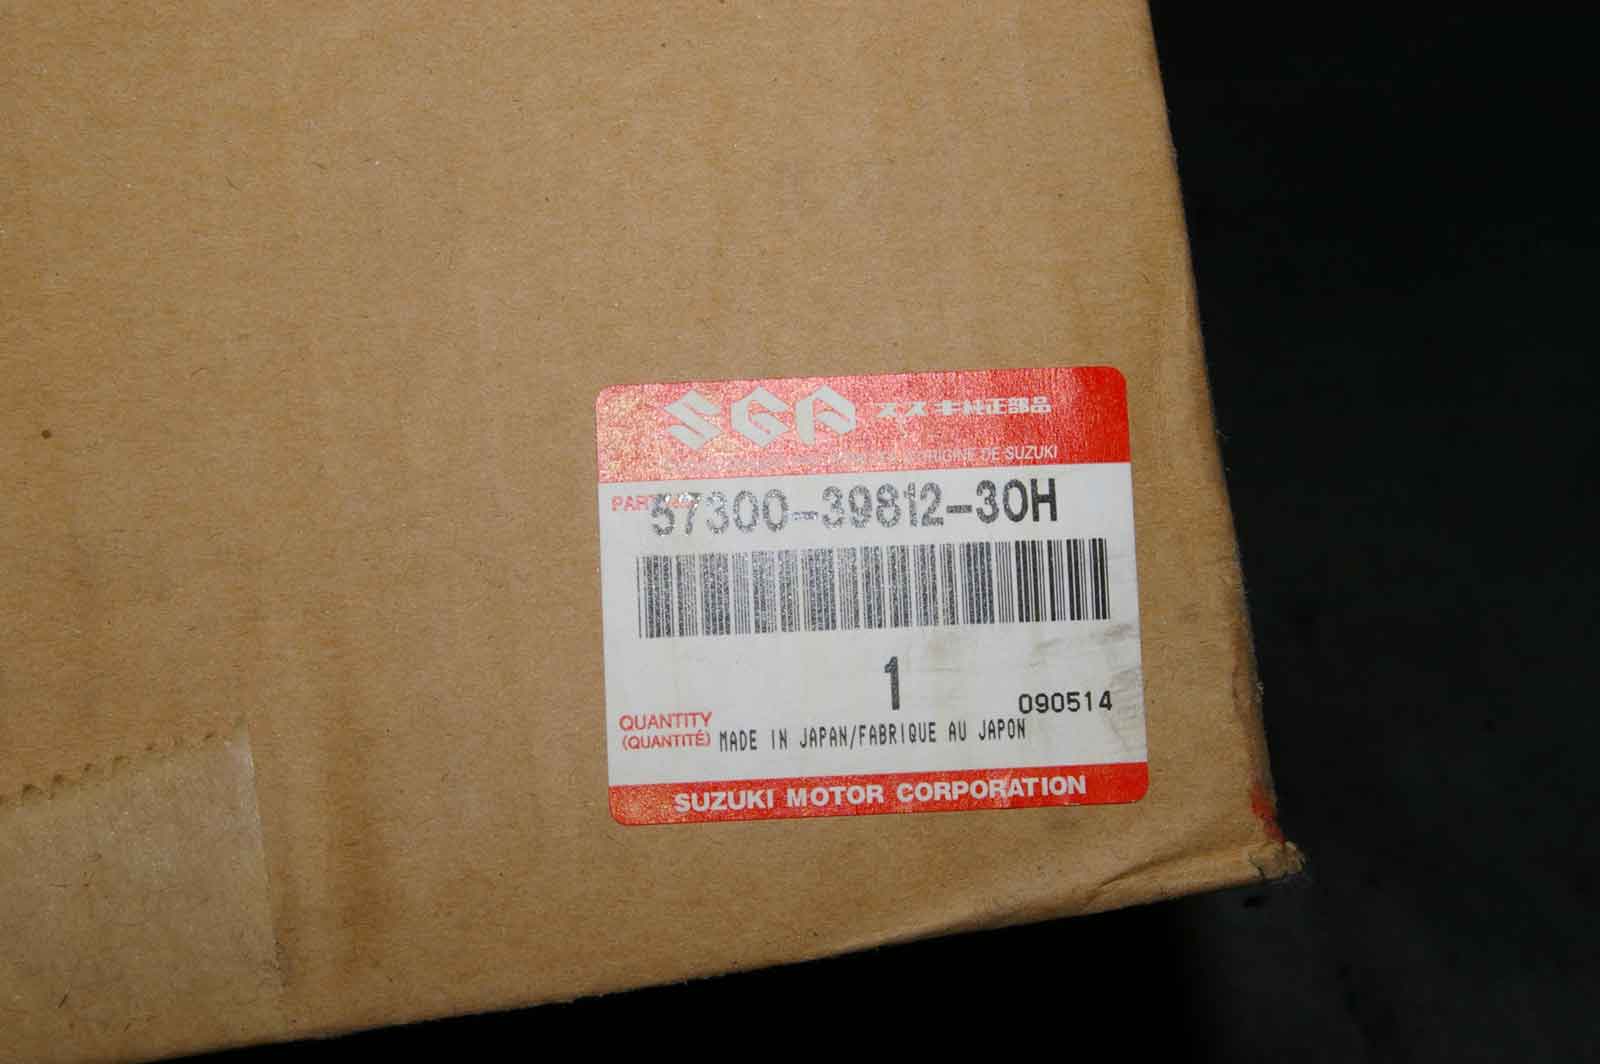 SGP スズキ純正部品
ORIGINE DE SUZUKI
PART
57300-39812-30H
1
090514
QUANTITY
(QUANTITÉ) MADE IN JAPAN/FABRIQUE AU JAPON
SUZUKI MOTOR CORPORATION